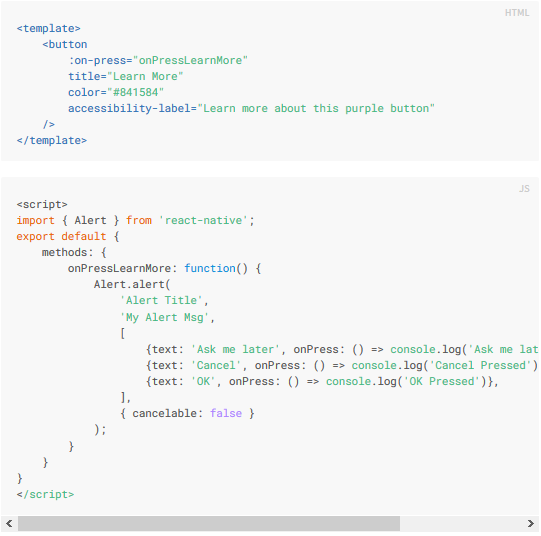 HTML
<template>
    <button
        :on-press="onPressLearnMore"
        title="Learn More"
        color="#841584"
        accessibility-label="Learn more about this purple button"
    />
</template>
JS
<script>
import { Alert } from 'react-native';
export default {
    methods: {
        onPressLearnMore: function() {
            Alert.alert(
                'Alert Title',
                'My Alert Msg',
                [
                    {text: 'Ask me later', onPress: () => console.log('Ask me lat
                    {text: 'Cancel', onPress: () => console.log('Cancel Pressed')
                    {text: 'OK', onPress: () => console.log('OK Pressed')},
                ],
                { cancelable: false }
            );
        }
    }
}
</script>